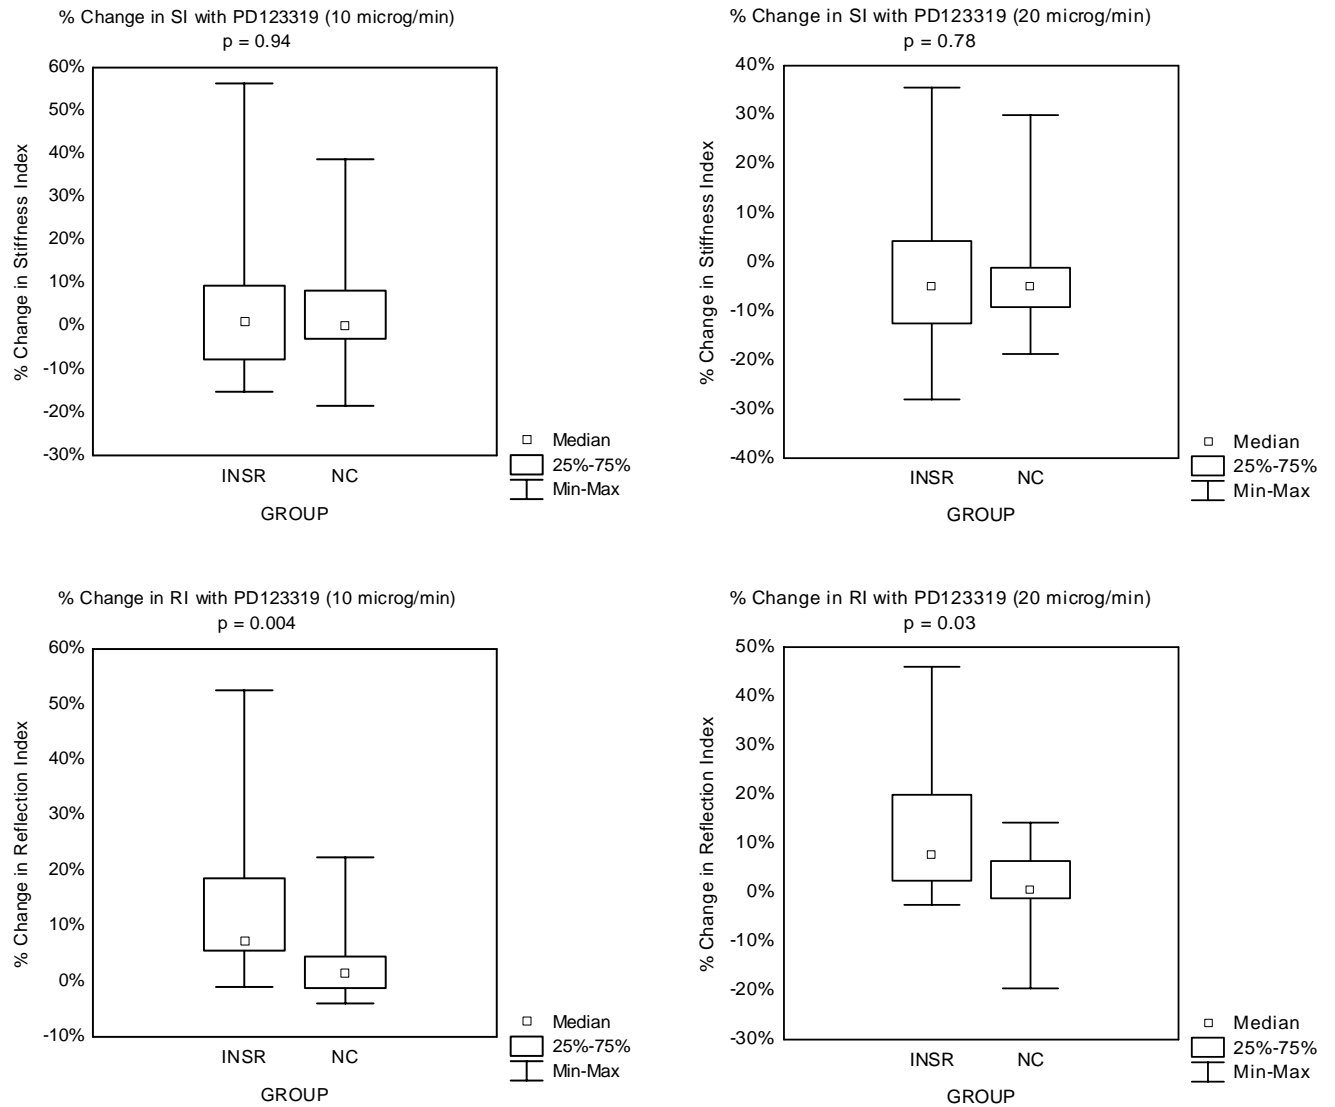 % Change in SI with PD123319 (10 microg/min)
p = 0.94
60%
50%
40%
30%
20%
10%
0%
-10%
-20%
-30%
% Change in Stiffness Index
INSR NC
GROUP
Median
25%-75%
Min-Max
% Change in SI with PD123319 (20 microg/min)
p = 0.78
40%
30%
20%
10%
0%
-10%
-20%
-30%
-40%
% Change in Stiffness Index
INSR NC
GROUP
Median
25%-75%
Min-Max
% Change in RI with PD123319 (10 microg/min)
p = 0.004
60%
50%
40%
30%
20%
10%
0%
-10%
% Change in Reflection Index
INSR NC
GROUP
Median
25%-75%
Min-Max
% Change in RI with PD123319 (20 microg/min)
p = 0.03
50%
40%
30%
20%
10%
0%
-10%
-20%
-30%
% Change in Reflection Index
INSR NC
GROUP
Median
25%-75%
Min-Max